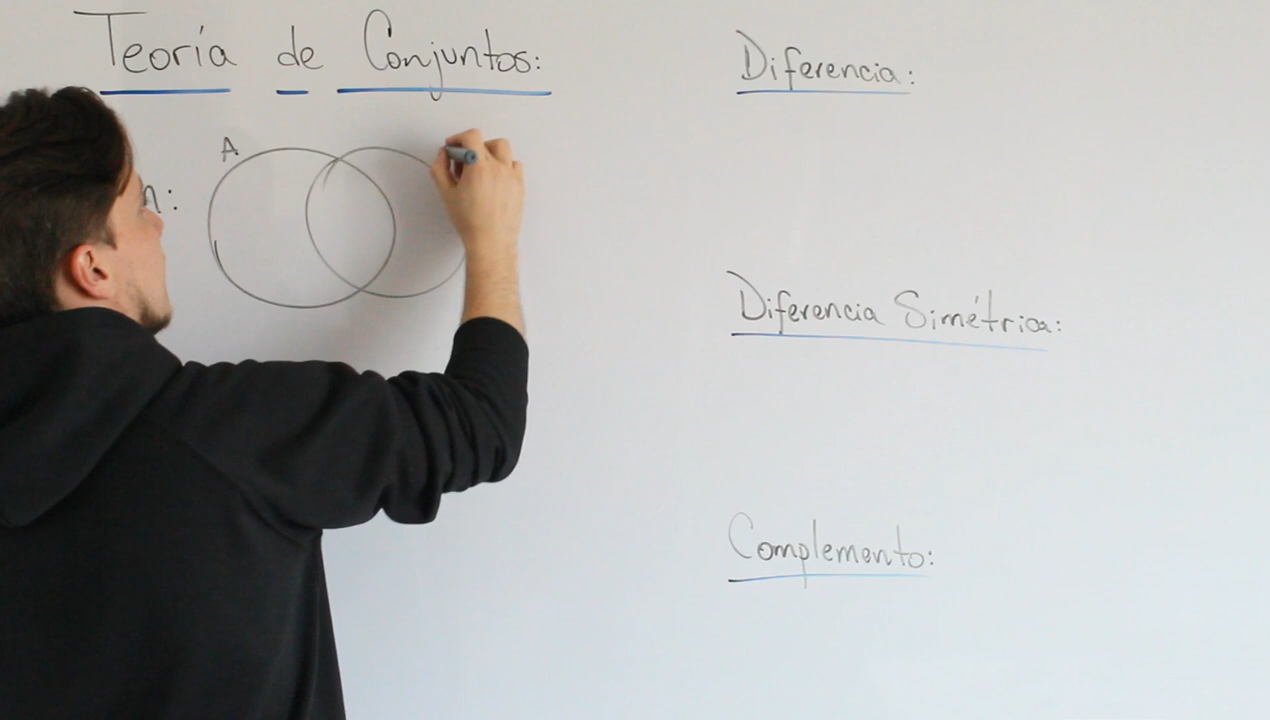 Teoría de Conjuntos:
A
n:
Diferencia:
Diferencia Simétrica:
Complemento: